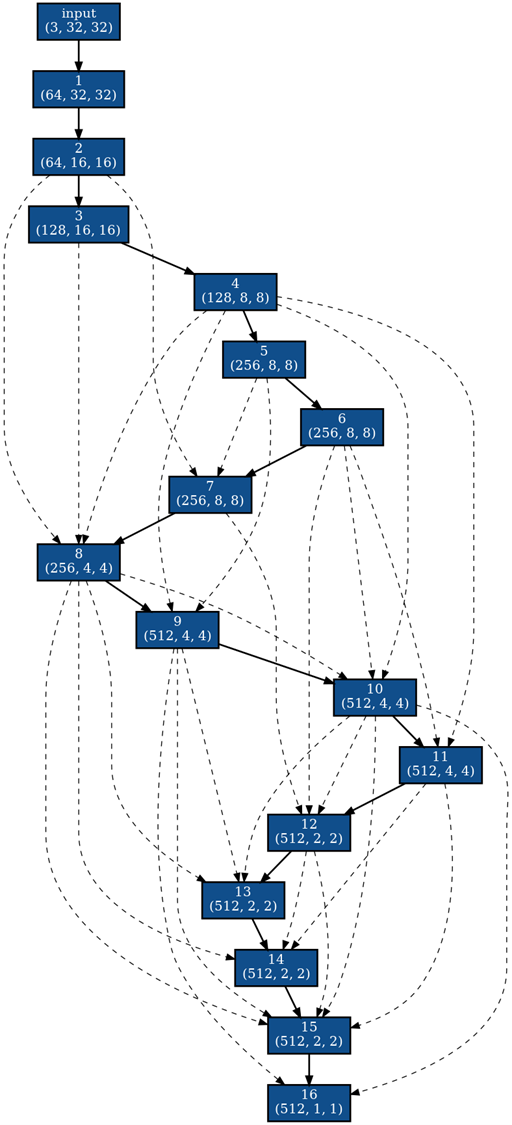 input
(3, 32, 32)
1
(64, 32, 32)
2
(64, 16, 16)
3
(128, 16, 16)
4
(128, 8, 8)
5
(256, 8, 8)
6
(256, 8, 8)
7
(256, 8, 8)
8
(256, 4, 4)
9
(512, 4, 4)
10
(512, 4, 4)
11
(512, 4, 4)
12
(512, 2, 2)
13
(512, 2, 2)
14
(512, 2, 2)
15
(512, 2, 2)
16
(512, 1, 1)